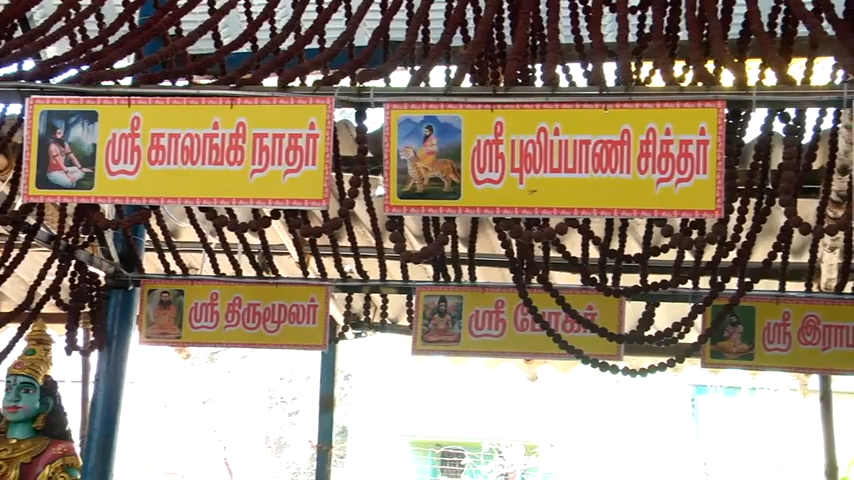 ஸ்ரீ காலங்கி நாதர்
ஸ்ரீ புலிப்பாணி சித்தர்
ஸ்ரீ திருமூலர்
ஸ்ரீ போகர்
ஸ்ரீ